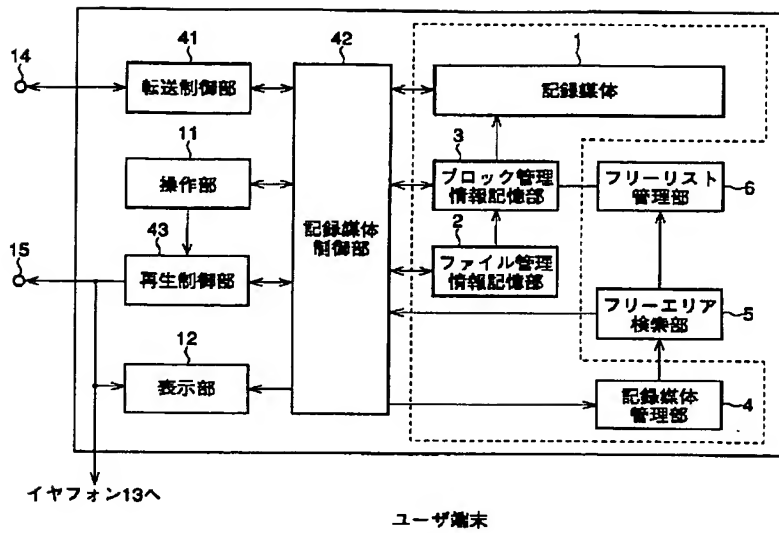 41
42
1
14
転送制御部
記録媒体
11
3
操作部
ブロック管理
情報記憶部
フリーリスト
管理部
6
43
記録媒体
制御部
2
15
再生制御部
ファイル管理
情報記憶部
フリーエリア
検索部
5
12
表示部
記録媒体
管理部
4
イヤフォン13へ
ユーザ端末